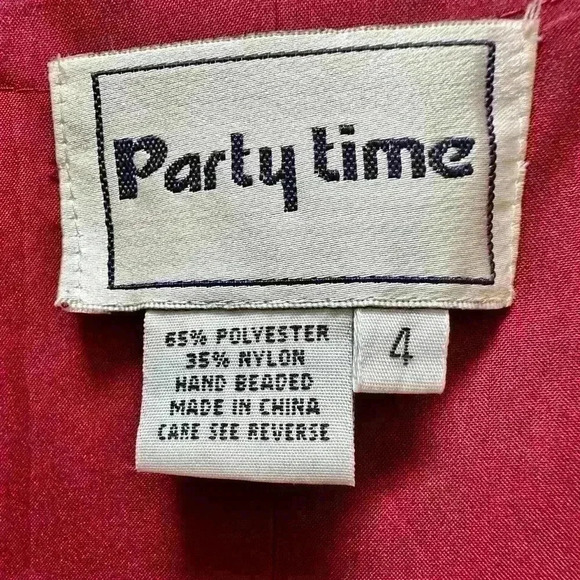 Party time
65% POLYESTER
35% NYLON
HAND BEADED
MADE IN CHINA
CARE SEE REVERSE
4